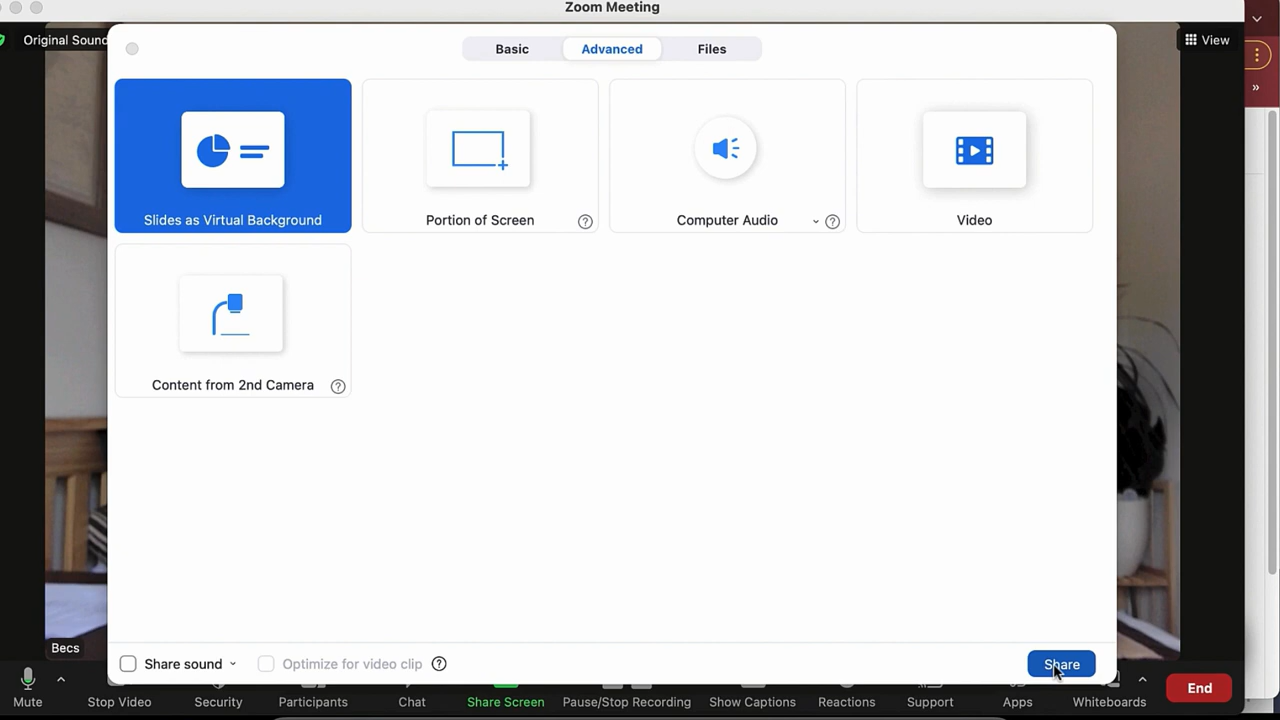 Zoom Meeting
Original Sound
View
Basic
Advanced
Files
Slides as Virtual Background
Portion of Screen
Computer Audio
Video
Content from 2nd Camera
Becs
Share sound
Optimize for video clip
Share
Mute
Stop Video
Security
Participants
Chat
Share Screen
Pause/Stop Recording
Show Captions
Reactions
Support
Apps
Whiteboards
End